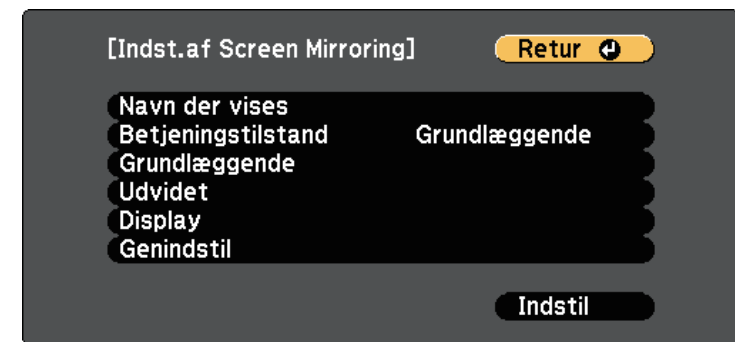 [Indst.af Screen Mirroring] Retur
Navn der vises
Betjeningstilstand Grundlæggende
Grundlæggende
Udvidet
Display
Genindstil
Indstil